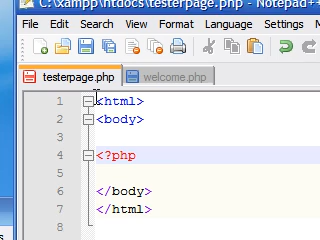 C:\xampp\htdocs\testerpage.php - Notepad++
File Edit Search View Format Language Settings
testerpage.php welcome.php
1 <html>
2 <body>
3
4 <?php
5
6 </body>
7 </html>
8